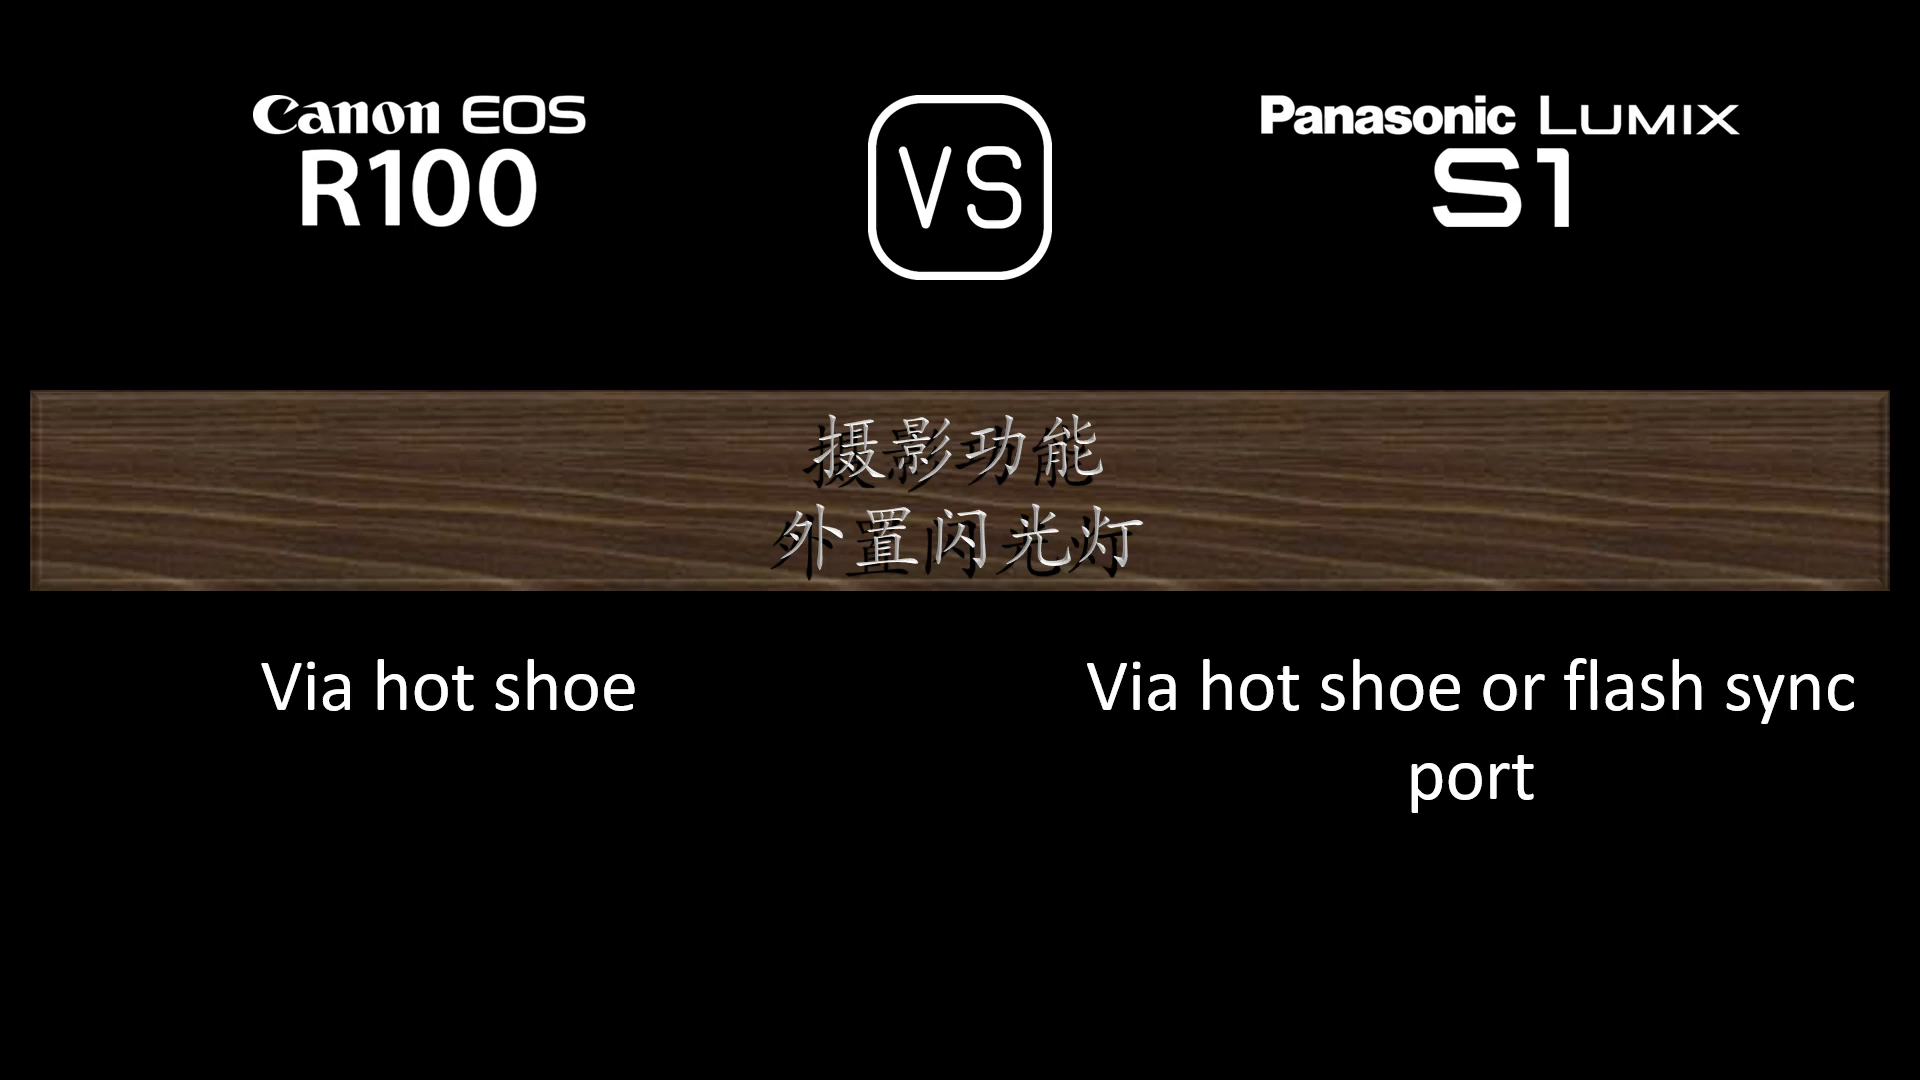 Canon EOS
R100
VS
Panasonic LUMIX
S1
摄影功能
外置闪光灯
Via hot shoe
Via hot shoe or flash sync
port